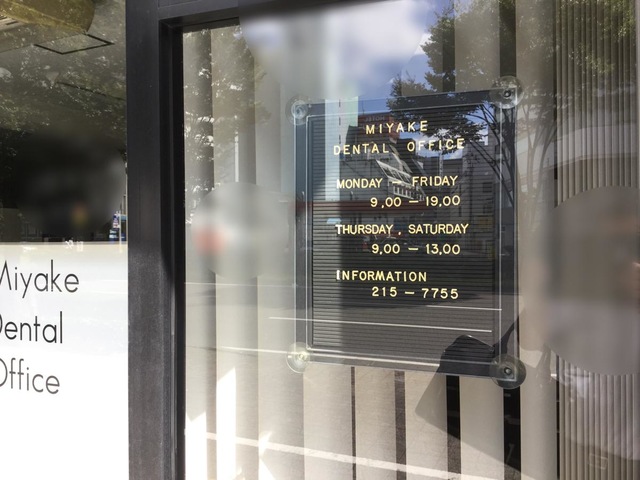 Miyake
Dental
Office
MIYAKE
DENTAL OFFICE
MONDAY — FRIDAY
9,00 — 19,00
THURSDAY, SATURDAY
9,00 — 13,00
INFORMATION
215 — 7755